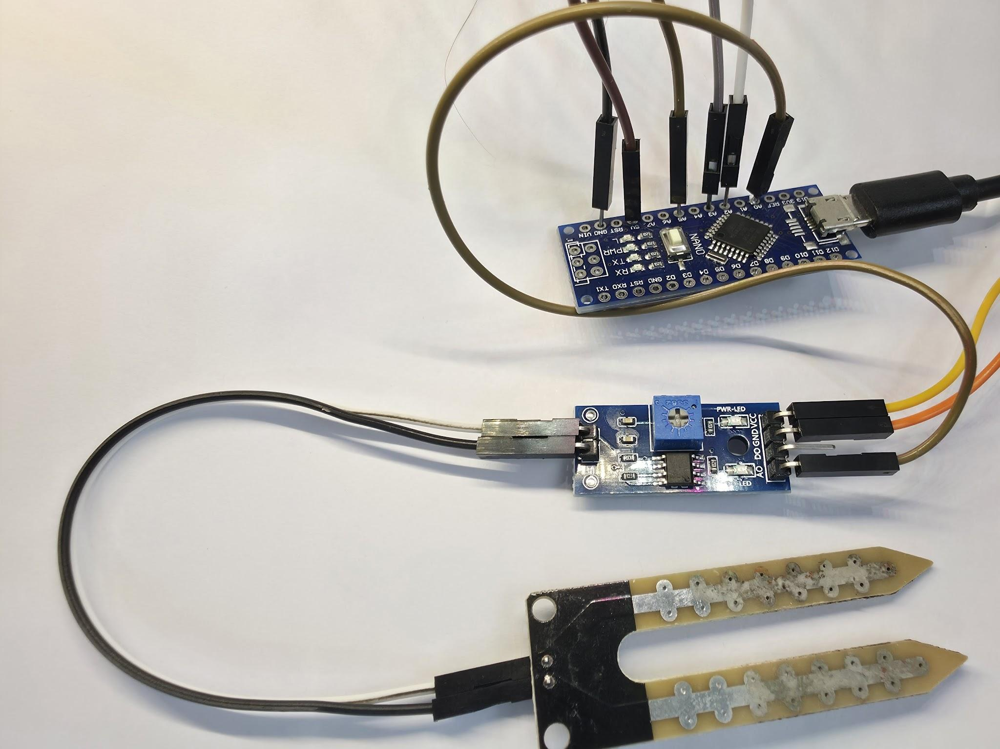 VIN GND RST 5V A7 A6 A5 A4 A3 A2 A1 A0 REF 3V3 D13
1
L
PWR
TX
RX
NANO
TX1 RX0 RST GND D2 D3 D4 D5 D6 D7 D8 D9 D10 D11 D12
3362
PWR-LED
AO DO GND VCC
LED